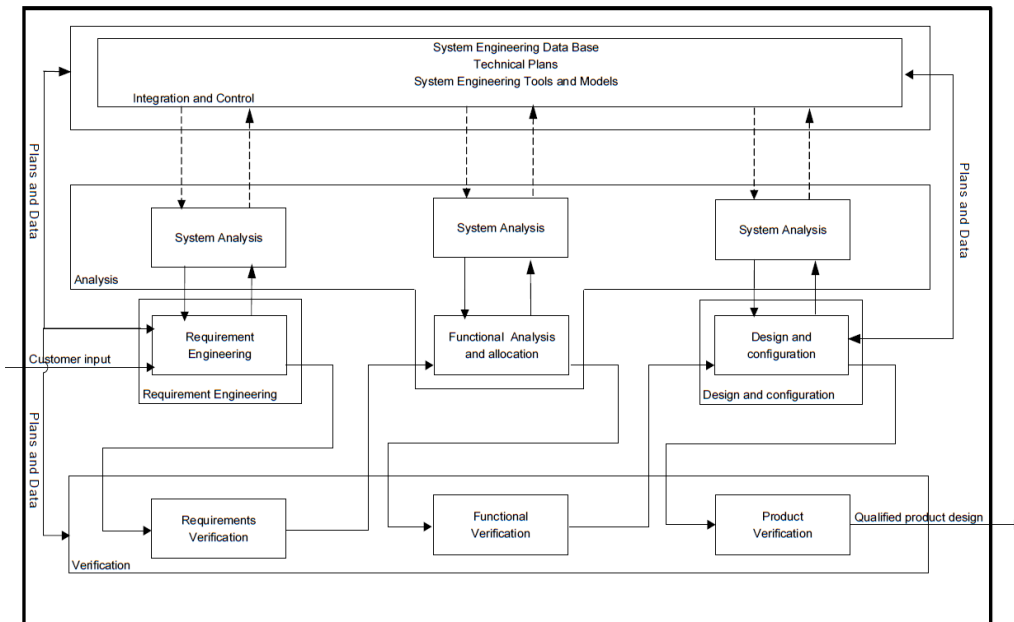 System Engineering Data Base
Technical Plans
System Engineering Tools and Models
Integration and Control
Plans and Data
Plans and Data
System Analysis
System Analysis
System Analysis
Analysis
Requirement
Engineering
Functional Analysis
and allocation
Design and
configuration
Customer input
Requirement Engineering
Design and configuration
Plans and Data
Requirements
Verification
Functional
Verification
Product
Verification
Qualified product design
Verification